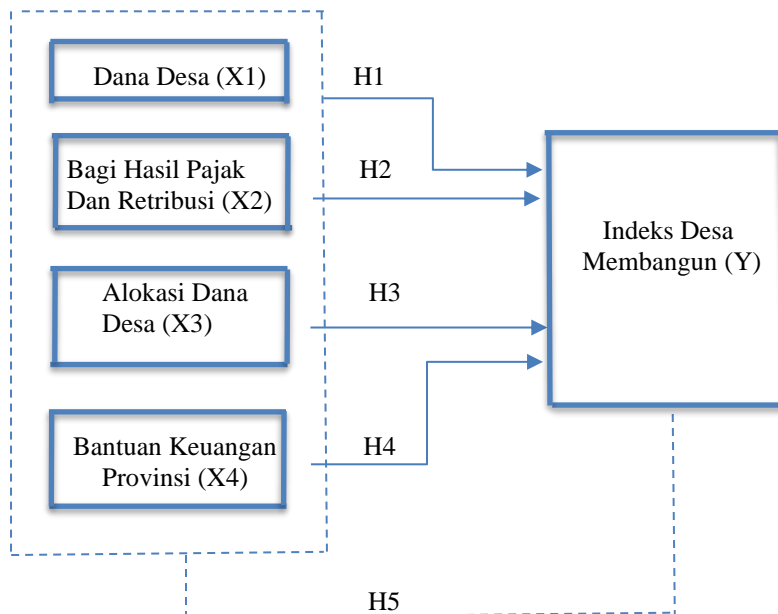 Dana Desa (X1)
H1
Bagi Hasil Pajak
Dan Retribusi (X2)
H2
Indeks Desa
Membangun (Y)
Alokasi Dana
Desa (X3)
H3
Bantuan Keuangan
Provinsi (X4)
H4
H5